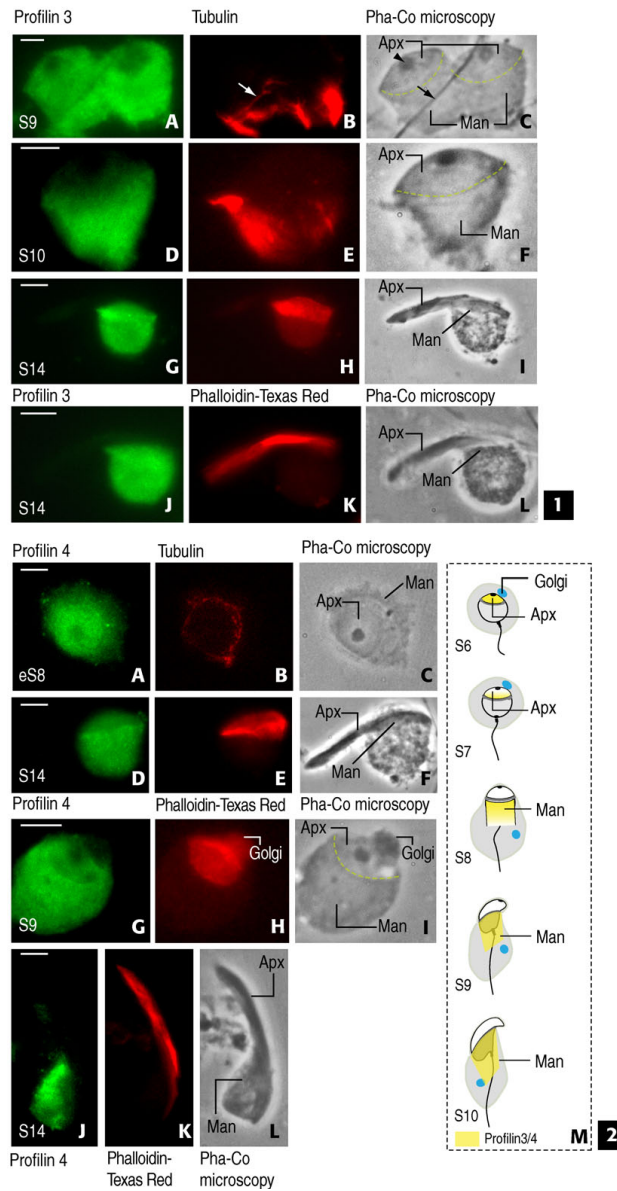 Profilin 3 Tubulin Pha-Co microscopy
Apx
S9 A B Man C
Apx
S10 D E Man F
Apx
Man
S14 G H I
Profilin 3 Phalloidin-Texas Red Pha-Co microscopy
Apx
Man
S14 J K L 1
Profilin 4 Tubulin Pha-Co microscopy
Man
Apx
eS8 A B C
Apx
Man
S14 D E F
Profilin 4 Phalloidin-Texas Red Pha-Co microscopy
Apx
Golgi Golgi
Man
S9 G H I
Apx
Man
S14 J K L
Profilin 4 Phalloidin-Texas Red Pha-Co microscopy
Golgi
Apx
S6
Apx
S7
Man
S8
Man
S9
Man
S10
Profilin3/4 M 2